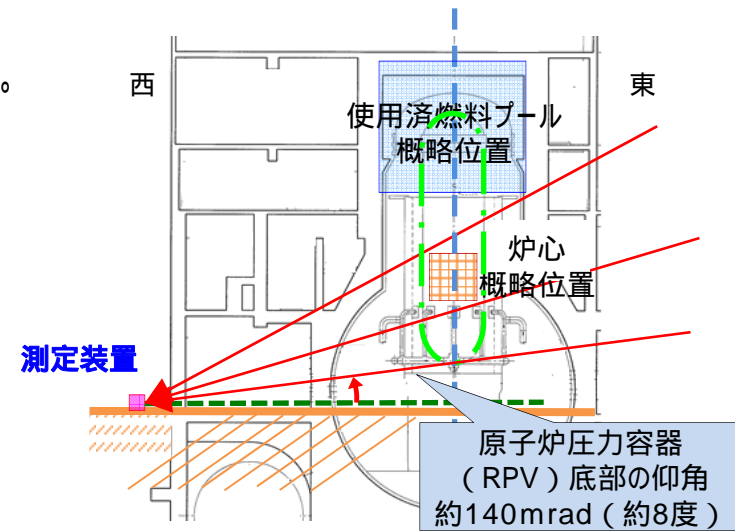 。
西
東
使用済燃料プール
概略位置
炉心
概略位置
測定装置
原子炉圧力容器
（RPV）底部の仰角
約140mrad（約8度）